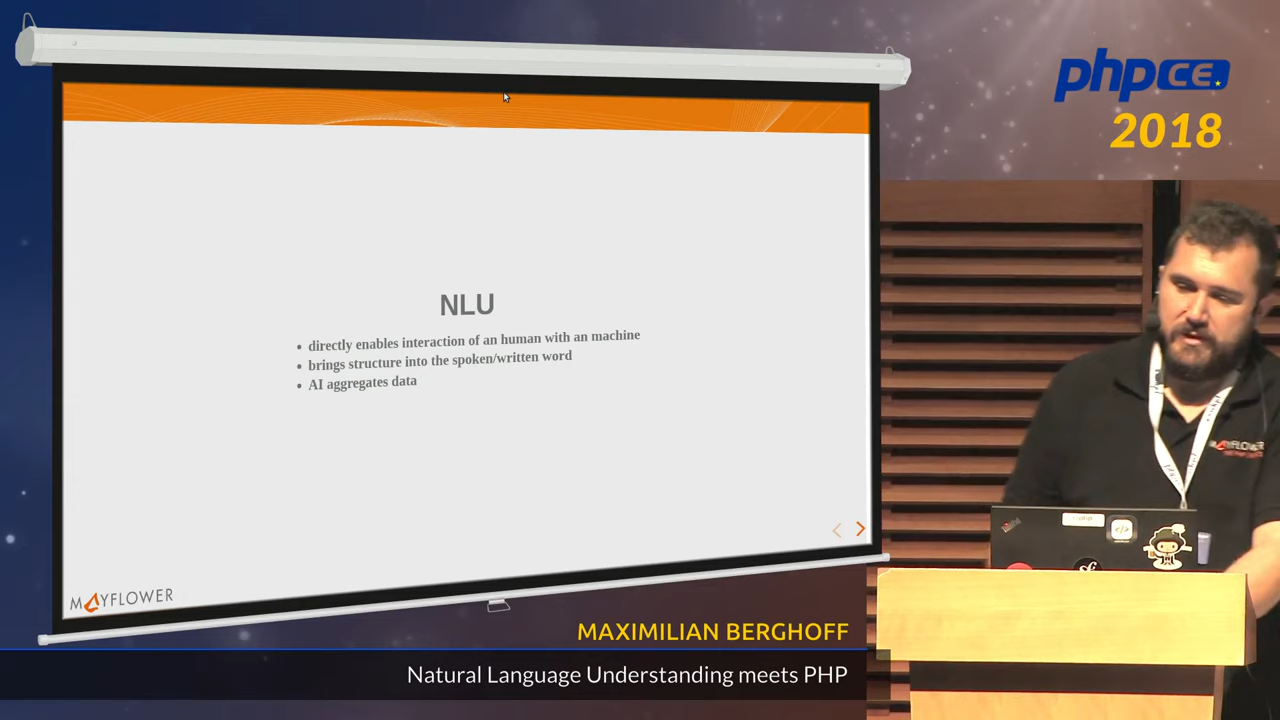 phpCE
2018
NLU
directly enables interaction of an human with an machine
brings structure into the spoken/written word
AI aggregates data
MAYFLOWER
MAYFLOWER
MAXIMILIAN BERGHOFF
Natural Language Understanding meets PHP